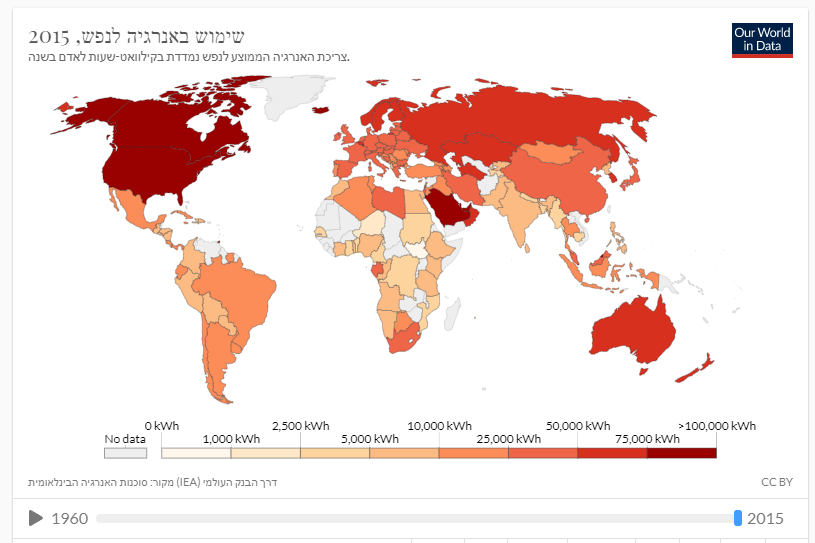 שימוש באנרגיה לנפש, 2015
צריכת האנרגיה הממוצע לנפש נמדדת בקילוואט-שעות לאדם בשנה.
Our World
in Data
0 kWh 2,500 kWh 10,000 kWh 50,000 kWh >100,000 kWh
No data 1,000 kWh 5,000 kWh 25,000 kWh 75,000 kWh
דרך הבנק העולמי (IEA) מקור: סוכנות האנרגיה הבינלאומית
CC BY
1960 2015